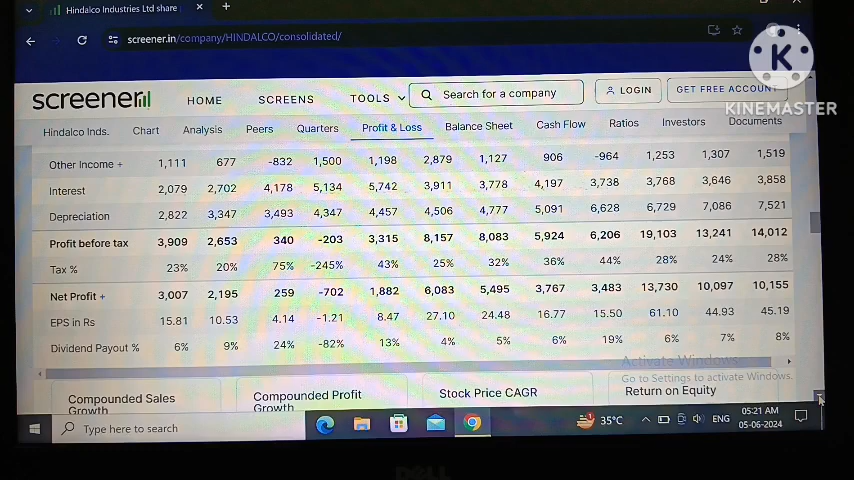 Hindalco Industries Ltd share
screener.in/company/HINDALCO/consolidated/
K
KINEMASTER
screener
HOME SCREENS TOOLS Search for a company LOGIN GET FREE ACCOUNT
Hindalco Inds. Chart Analysis Peers Quarters Profit & Loss Balance Sheet Cash Flow Ratios Investors Documents
Other Income + 1,111 677 -832 1,500 1,198 2,879 1,127 906 -964 1,253 1,307 1,519
Interest 2,079 2,702 4,178 5,134 5,742 3,911 3,778 4,197 3,738 3,768 3,646 3,858
Depreciation 2,822 3,347 3,493 4,347 4,457 4,506 4,777 5,091 6,628 6,729 7,086 7,521
Profit before tax 3,909 2,653 340 -203 3,315 8,157 8,083 5,924 6,206 19,103 13,241 14,012
Tax % 23% 20% 75% -245% 43% 25% 32% 36% 44% 28% 24% 28%
Net Profit + 3,007 2,195 259 -702 1,882 6,083 5,495 3,767 3,483 13,730 10,097 10,155
EPS in Rs 15.81 10.53 4.14 -1.21 8.47 27.10 24.48 16.77 15.50 61.10 44.93 45.19
Dividend Payout % 6% 9% 24% -82% 13% 4% 5% 6% 19% 6% 7% 8%
Activate Windows
Go to Settings to activate Windows.
Compounded Sales Growth
Compounded Profit Growth
Stock Price CAGR
Return on Equity
Type here to search
1
35°C ENG 05:21 AM
05-06-2024
DELL